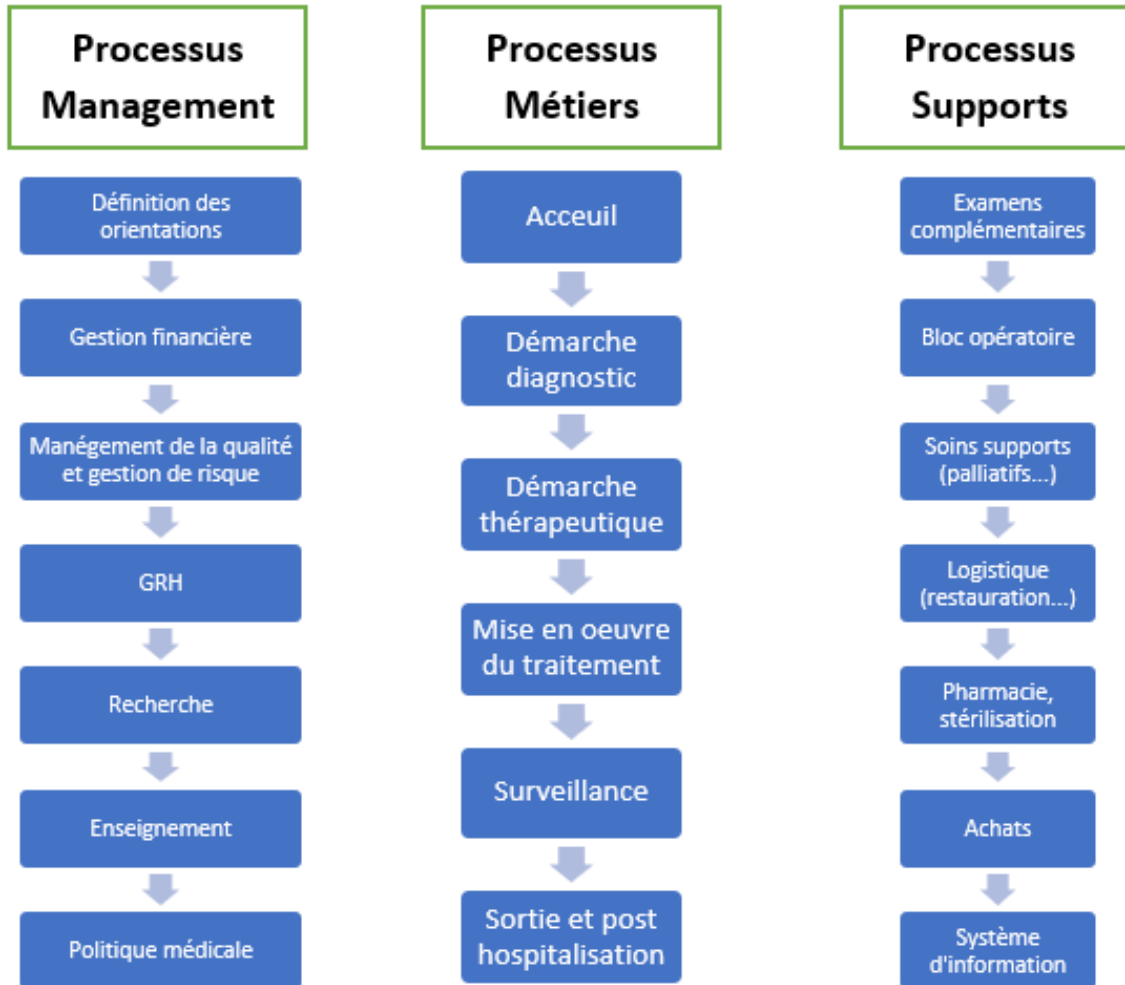 Processus
Management
Définition des
orientations
Gestion financière
Manégement de la qualité
et gestion de risque
GRH
Recherche
Enseignement
Politique médicale
Processus
Métiers
Acceuil
Démarche
diagnostic
Démarche
thérapeutique
Mise en oeuvre
du traitement
Surveillance
Sortie et post
hospitalisation
Processus
Supports
Examens
complémentaires
Bloc opératoire
Soins supports
(palliatifs...)
Logistique
(restauration...)
Pharmacie,
stérilisation
Achats
Système
d'information